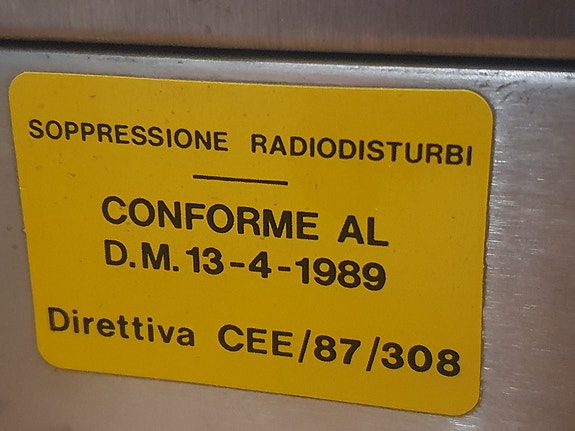 SOPPRESSIONE RADIODISTURBI
CONFORME AL
D.M. 13-4-1989
Direttiva CEE/87/308